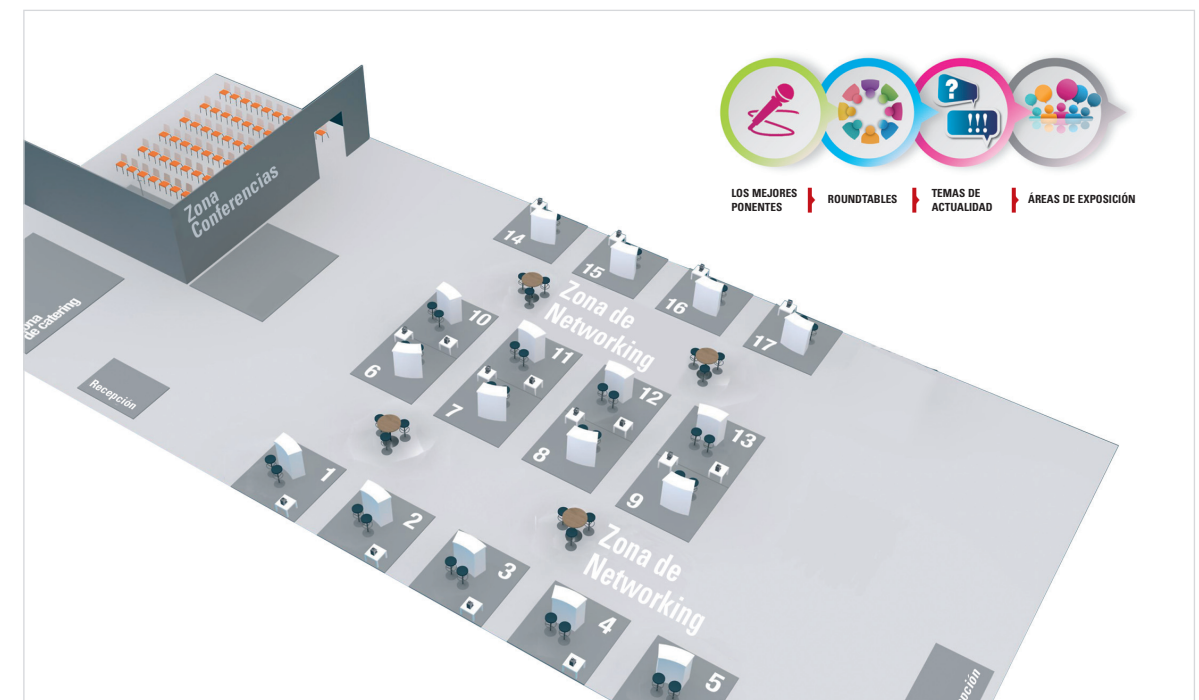 LOS MEJORES
PONENTES
ROUNDTABLES
TEMAS DE
ACTUALIDAD
ÁREAS DE EXPOSICIÓN
?
!!!
Zona
Conferencias
de catering
Recepción
14
15
16
17
Zona de
Networking
10
11
12
13
6
7
8
9
1
2
3
4
5
Zona de
Networking